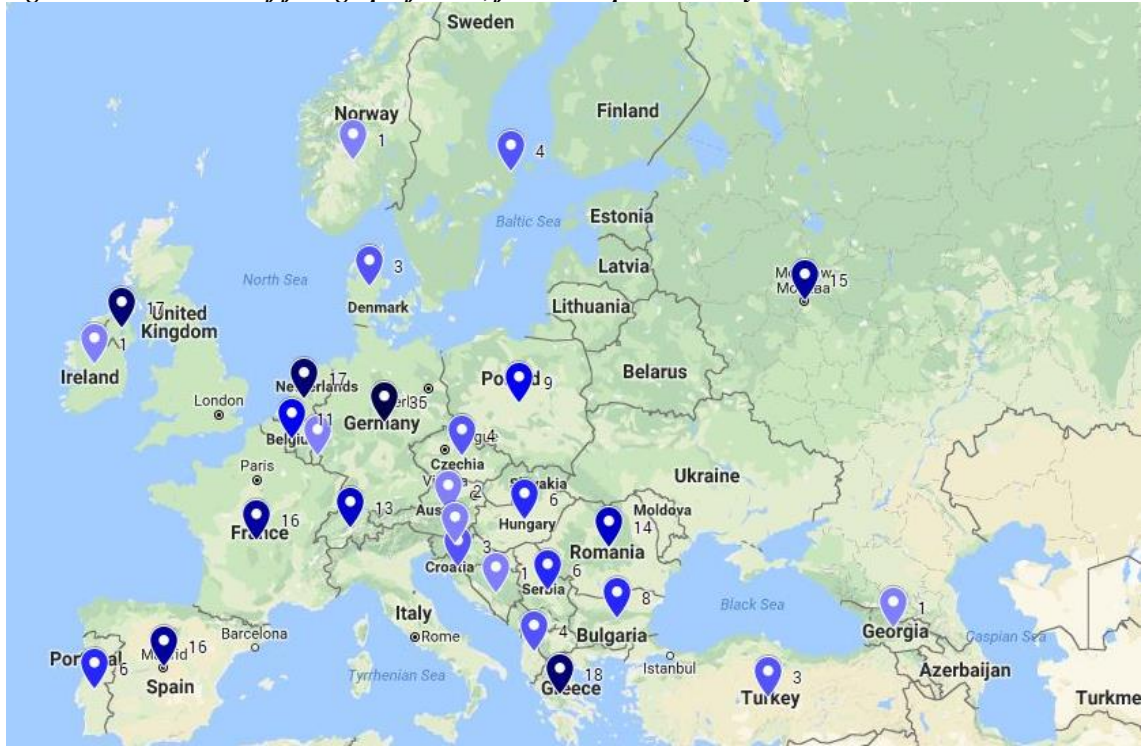 Sweden
Finland
Norway
1
4
Baltic Sea
Estonia
North Sea
3
Latvia
15
Denmark
Lithuania
17
United
Kingdom
1
Ireland
17
Belarus
9
London
35
Germany
11
4
Ukraine
Paris
Czechia
2
6
Moldova
16
13
Hungary
14
France
Romania
3
Croatia
1
6
Serbia
8
Black Sea
1
Italy
4
Bulgaria
Georgia
Caspian Sea
Barcelona
16
Rome
Istanbul
Azerbaijan
6
Spain
Tyrrhenian Sea
18
Greece
3
Turkey
Turkme